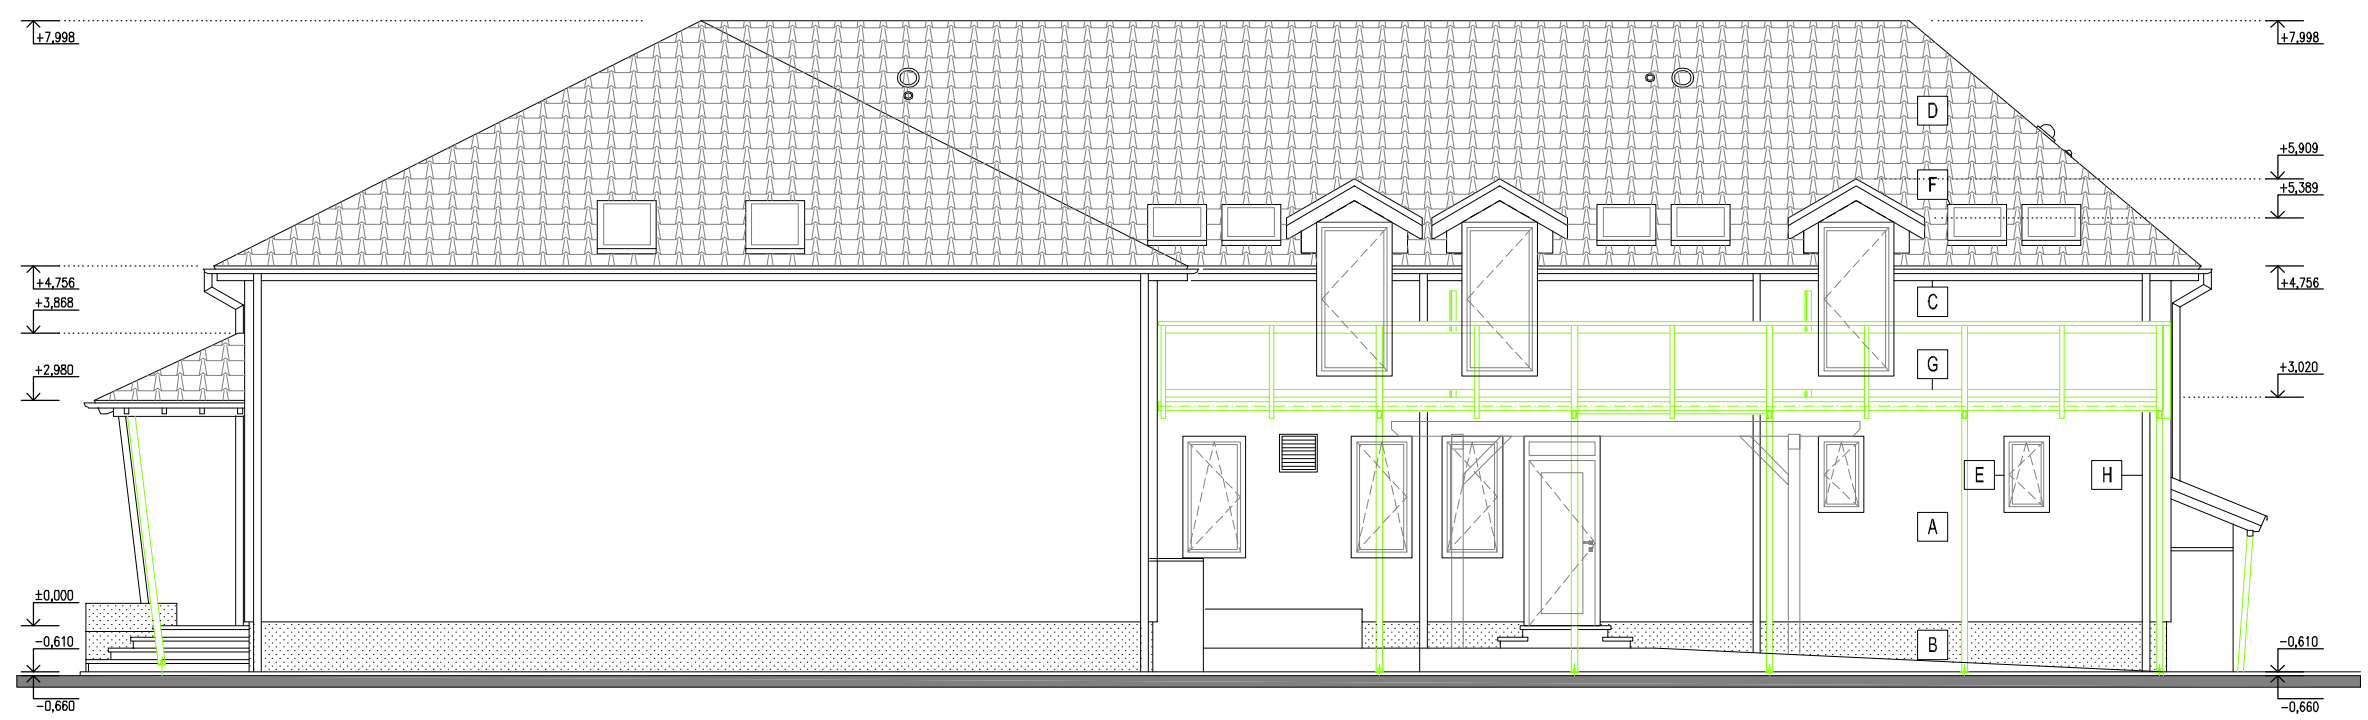 +7,998
+7,998
D
+5,909
F
+5,389
+4,756
+4,756
+3,868
C
+2,980
G
+3,020
E
H
A
±0,000
-0,610
B
-0,610
-0,660
-0,660